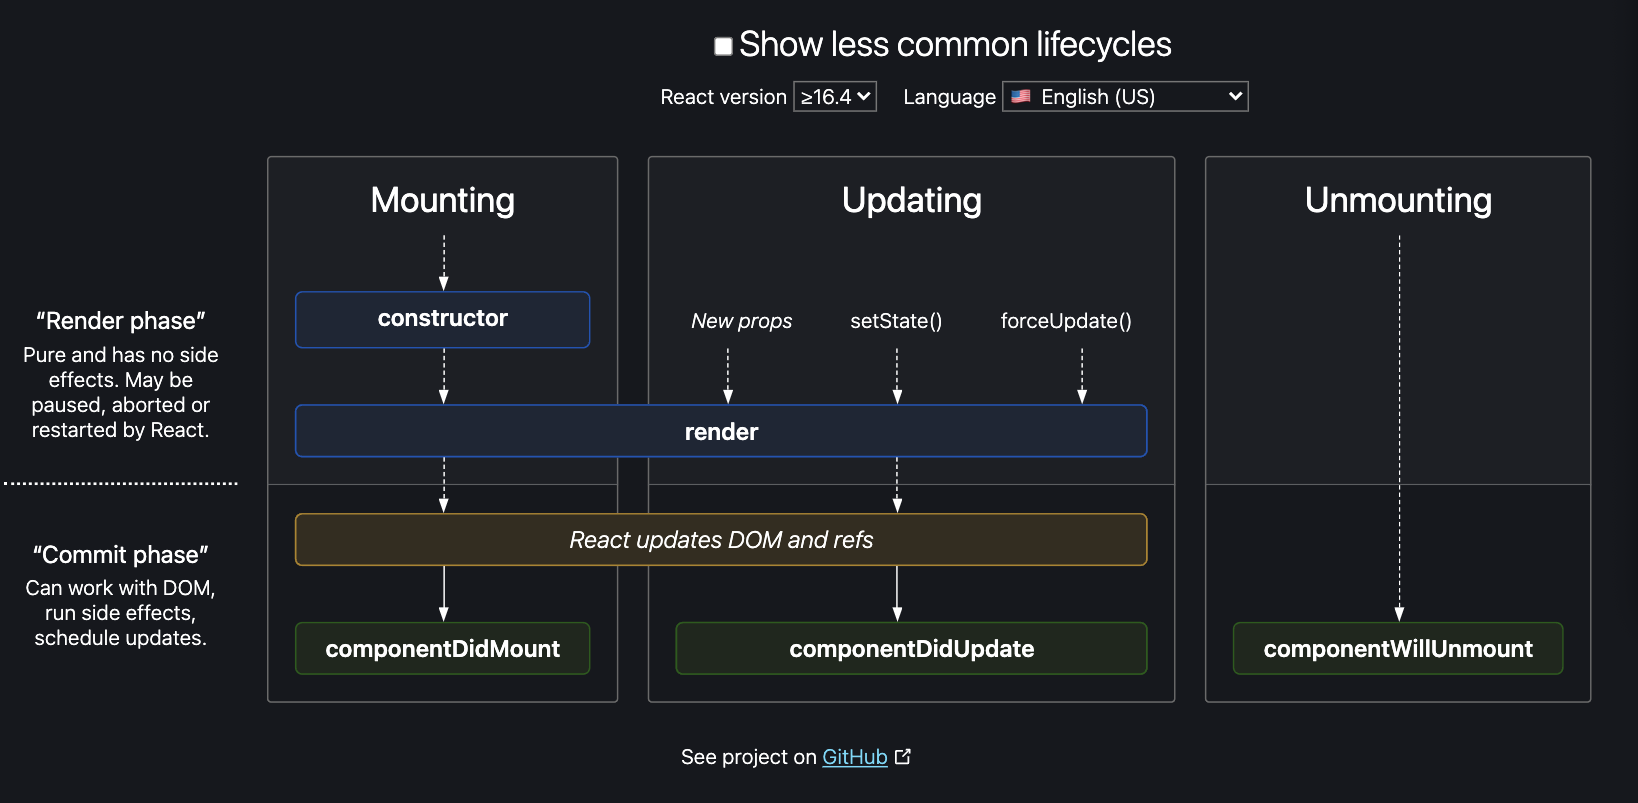 Show less common lifecycles
React version ≥16.4 Language 🇺🇸 English (US)
Mounting
Updating
Unmounting
“Render phase”
Pure and has no side
effects. May be
paused, aborted or
restarted by React.
constructor
New props
setState()
forceUpdate()
render
“Commit phase”
Can work with DOM,
run side effects,
schedule updates.
React updates DOM and refs
componentDidMount
componentDidUpdate
componentWillUnmount
See project on GitHub